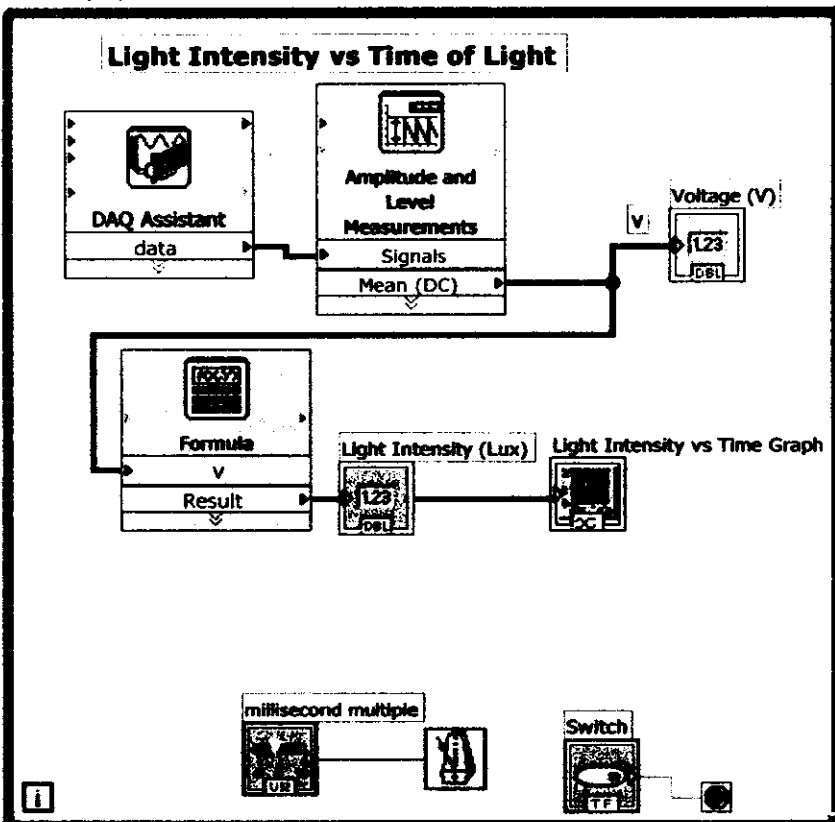 Light Intensity vs Time of Light
DAQ Assistant
data
Amplitude and
Level
Measurements
Signals
Mean (DC)
V
Voltage (V)
1.23
DBL
Formula
V
Result
Light Intensity (Lux)
1.23
DBL
Light Intensity vs Time Graph
millisecond multiple
Switch
TF
i